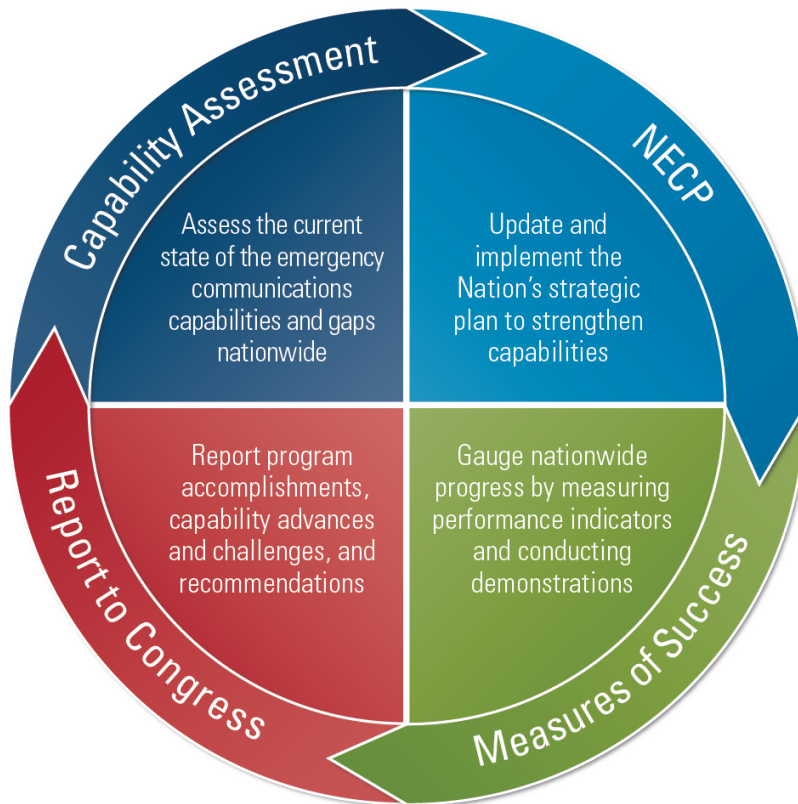 Capability Assessment
Assess the current
state of the emergency
communications
capabilities and gaps
nationwide
NECP
Update and
implement the
Nation’s strategic
plan to strengthen
capabilities
Measures of Success
Gauge nationwide
progress by measuring
performance indicators
and conducting
demonstrations
Report to Congress
Report program
accomplishments,
capability advances
and challenges, and
recommendations